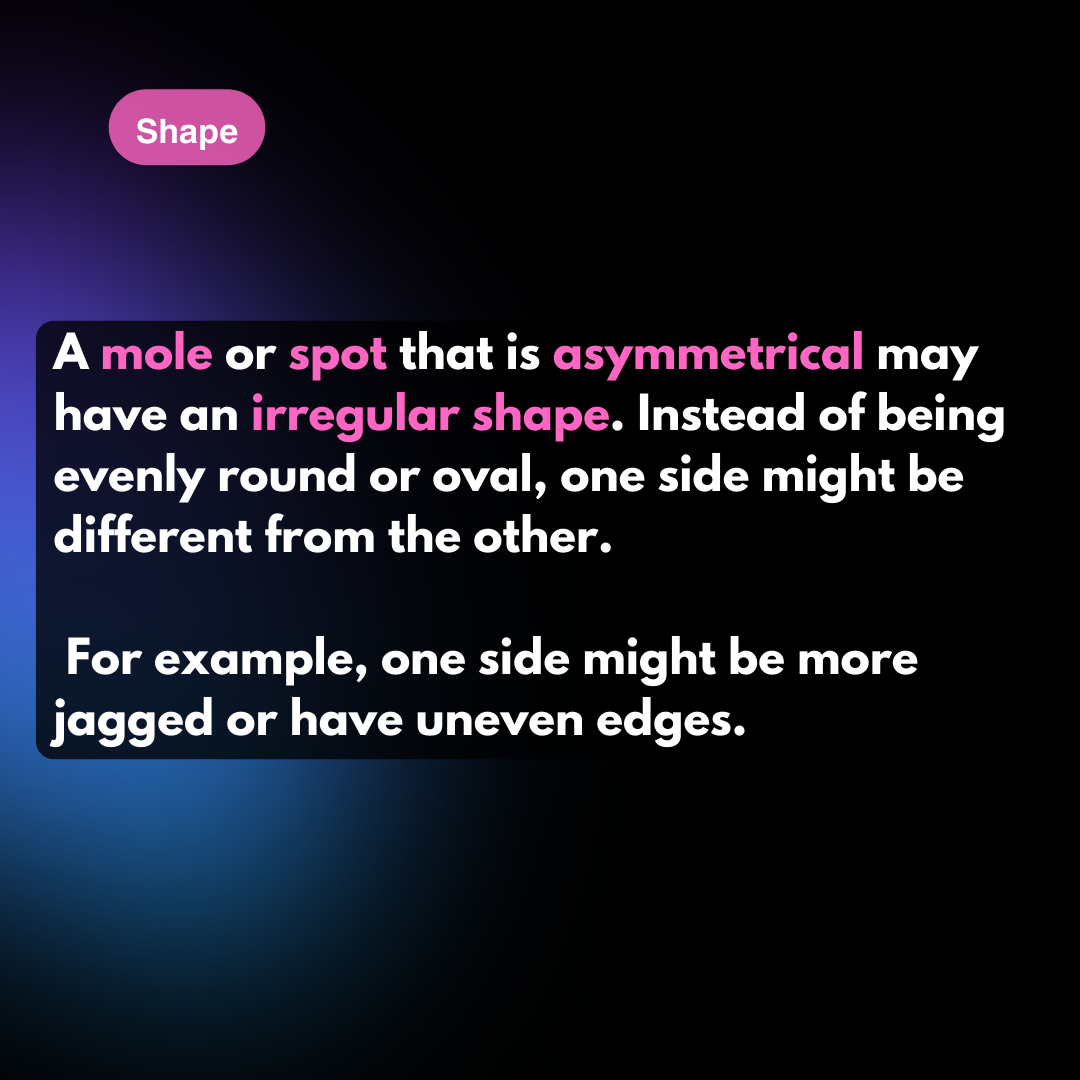 Shape
A mole or spot that is asymmetrical may
have an irregular shape. Instead of being
evenly round or oval, one side might be
different from the other.
For example, one side might be more
jagged or have uneven edges.